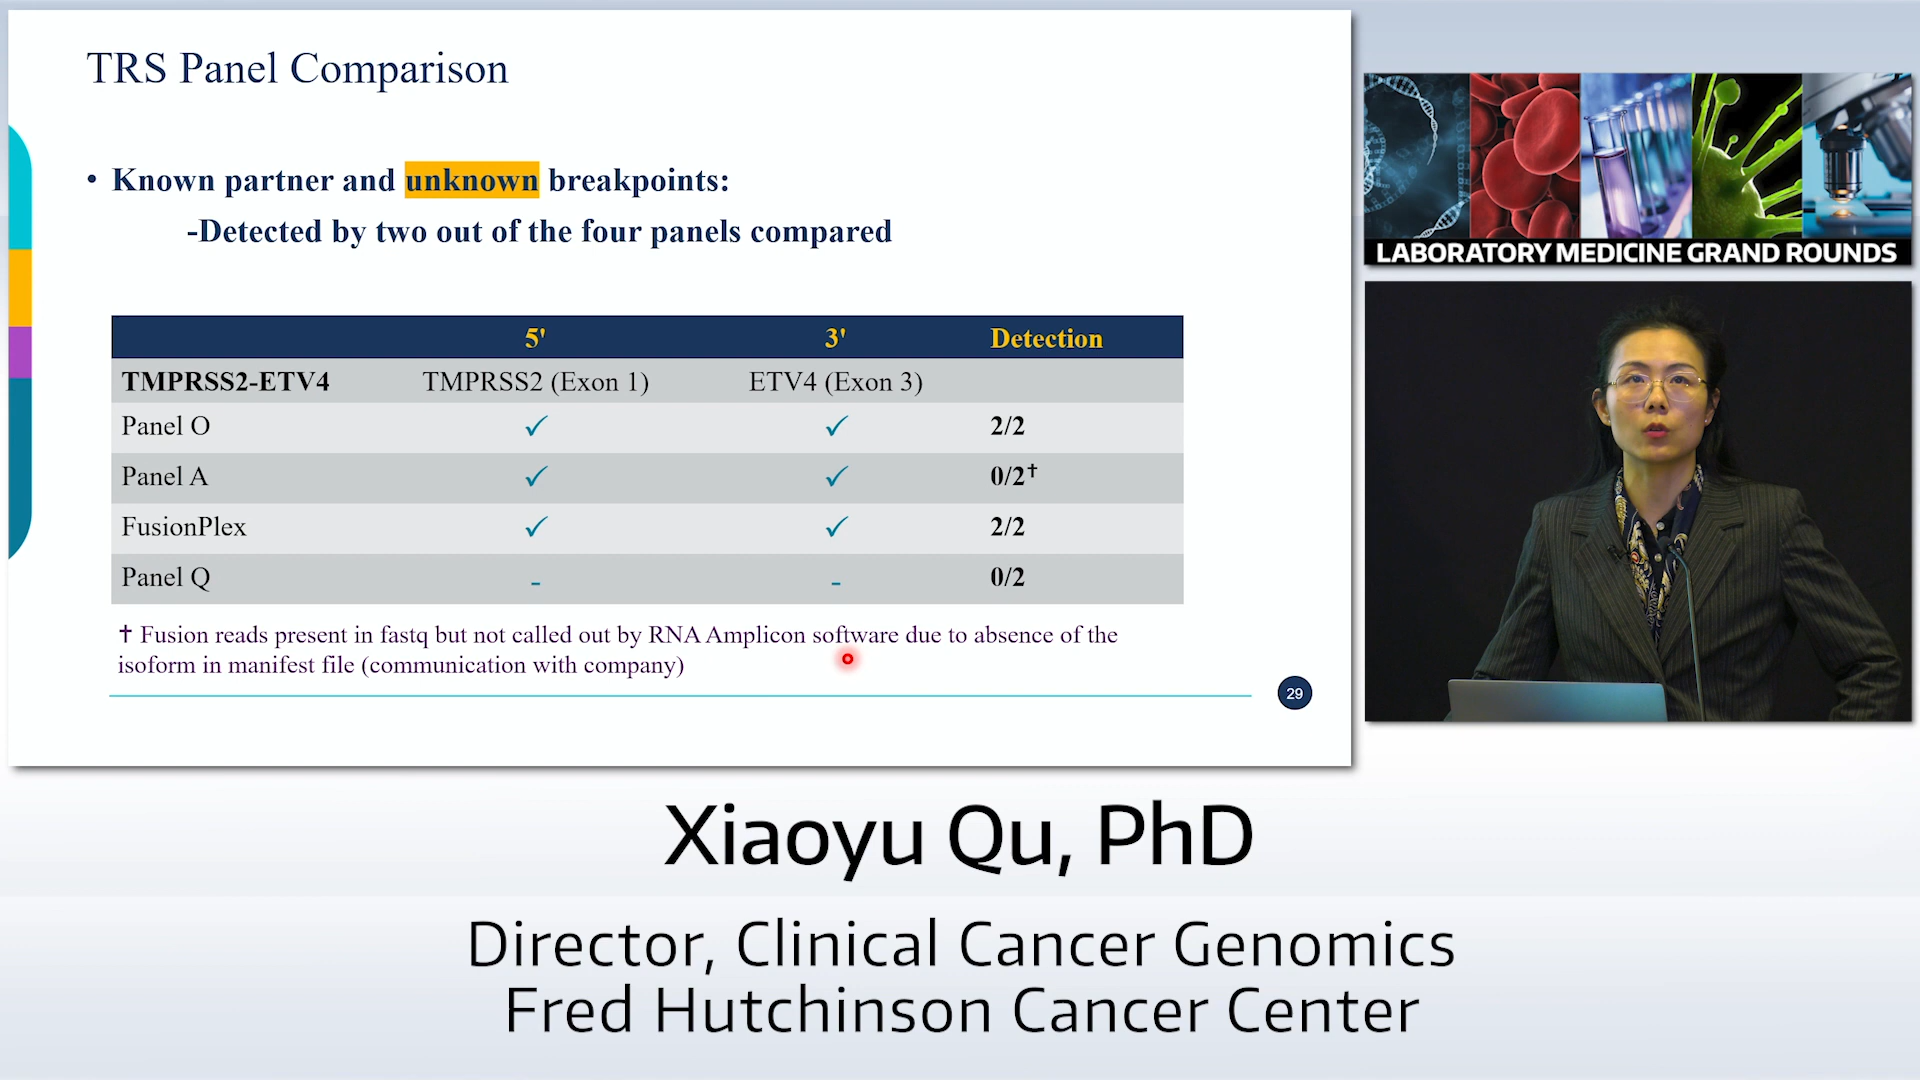 TRS Panel Comparison
• Known partner and unknown breakpoints:
-Detected by two out of the four panels compared
5' 3' Detection
TMPRSS2-ETV4 TMPRSS2 (Exon 1) ETV4 (Exon 3)
Panel O ✓ ✓ 2/2
Panel A ✓ ✓ 0/2†
FusionPlex ✓ ✓ 2/2
Panel Q - - 0/2
† Fusion reads present in fastq but not called out by RNA Amplicon software due to absence of the
isoform in manifest file (communication with company)
29
LABORATORY MEDICINE GRAND ROUNDS
Xiaoyu Qu, PhD
Director, Clinical Cancer Genomics
Fred Hutchinson Cancer Center